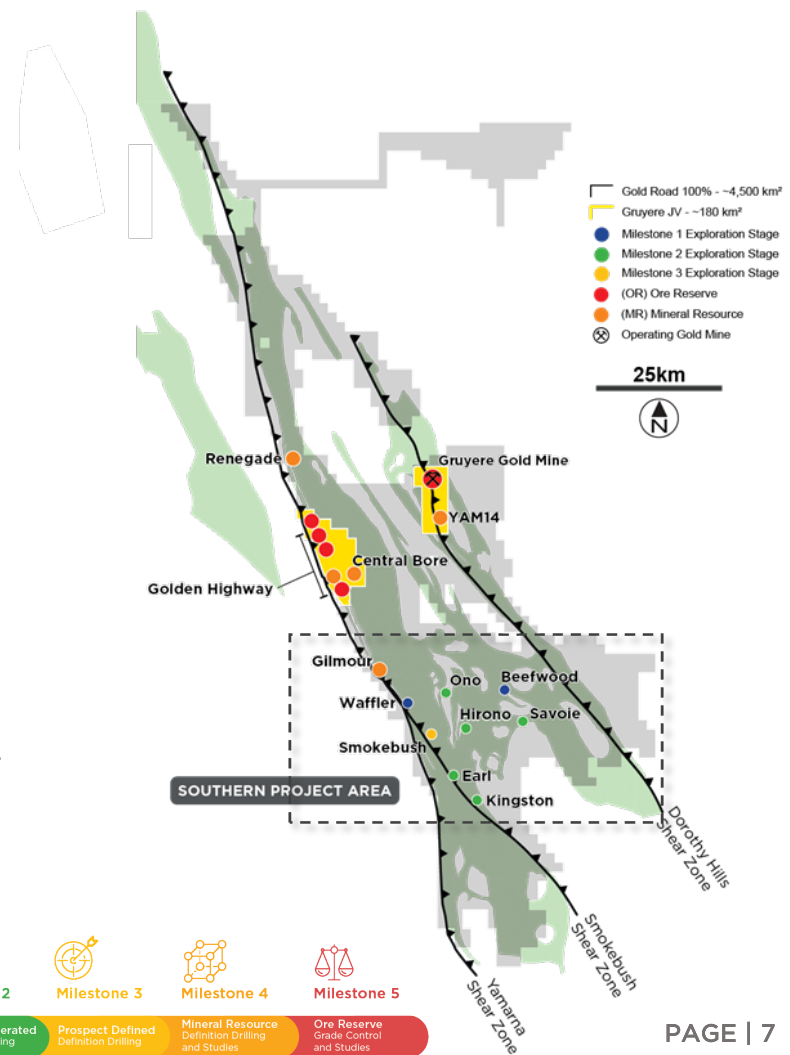 Gold Road 100% - ~4,500 km²
Gruyere JV - ~180 km²
Milestone 1 Exploration Stage
Milestone 2 Exploration Stage
Milestone 3 Exploration Stage
(OR) Ore Reserve
(MR) Mineral Resource
Operating Gold Mine
25km
N
Renegade
Gruyere Gold Mine
YAM14
Central Bore
Golden Highway
Gilmour
Ono
Beefwood
Waffler
Hirono
Savoie
Smokebush
Earl
SOUTHERN PROJECT AREA
Kingston
Dorothy Hills
Shear Zone
Smokebush
Shear Zone
Yamarna
Shear Zone
2
Milestone 3
Milestone 4
Milestone 5
erated
ing
Prospect Defined
Definition Drilling
Mineral Resource
Definition Drilling
and Studies
Ore Reserve
Grade Control
and Studies
PAGE | 7